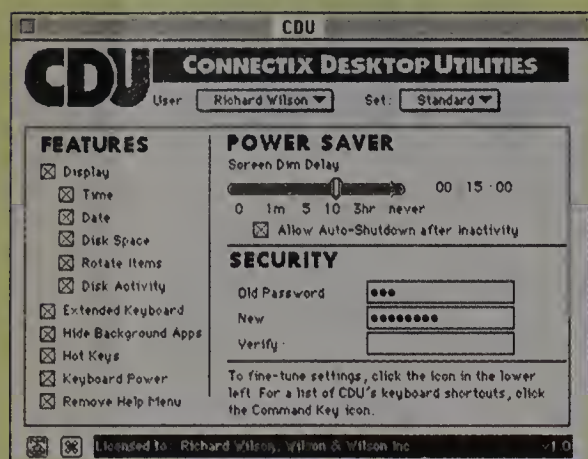 CDU
CDU CONNECTIX DESKTOP UTILITIES
User Richard Wilson Set: Standard
FEATURES
Display
Time
Date
Disk Space
Rotate Items
Disk Activity
Extended Keyboard
Hide Background Apps
Hot Keys
Keyboard Power
Remove Help Menu
POWER SAVER
Screen Dim Delay
00 15 00
0 1m 5 10 3hr never
Allow Auto-Shutdown after inactivity
SECURITY
Old Password •••
New ••••••••
Verify
To fine-tune settings, click the icon in the lower
left. For a list of CDU's keyboard shortcuts, click
the Command Key icon.
Licensed to: Richard Wilson, Wilson & Wilson Inc v1.0